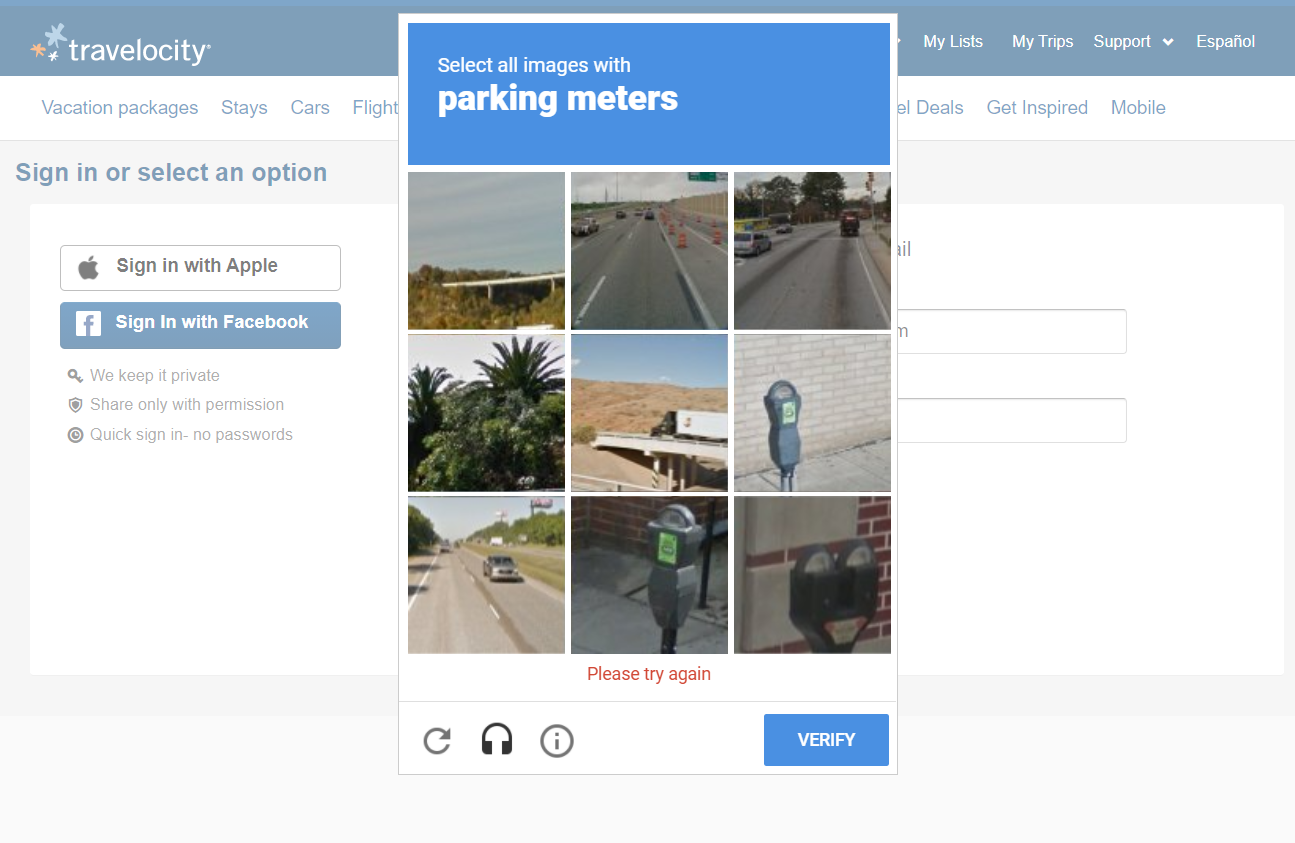 travelocity
My Lists
My Trips
Support
Español
Vacation packages
Stays
Cars
Flight
el Deals
Get Inspired
Mobile
Sign in or select an option
Sign in with Apple
Sign In with Facebook
We keep it private
Share only with permission
Quick sign in- no passwords
ail
m
Select all images with
parking meters
Please try again
VERIFY